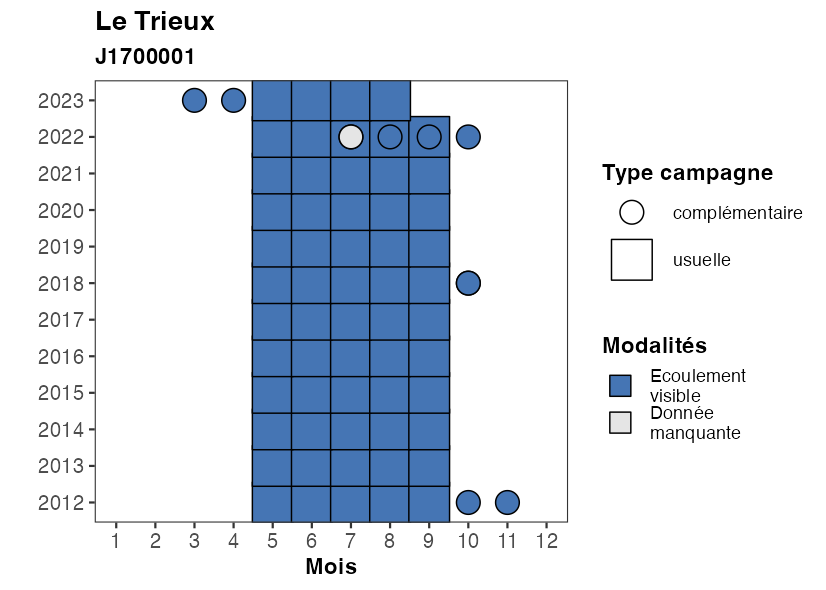 Le Trieux
J1700001
2023
2022
2021
2020
2019
2018
2017
2016
2015
2014
2013
2012
1 2 3 4 5 6 7 8 9 10 11 12
Mois
Type campagne
complémentaire
usuelle
Modalités
Ecoulement
visible
Donnée
manquante